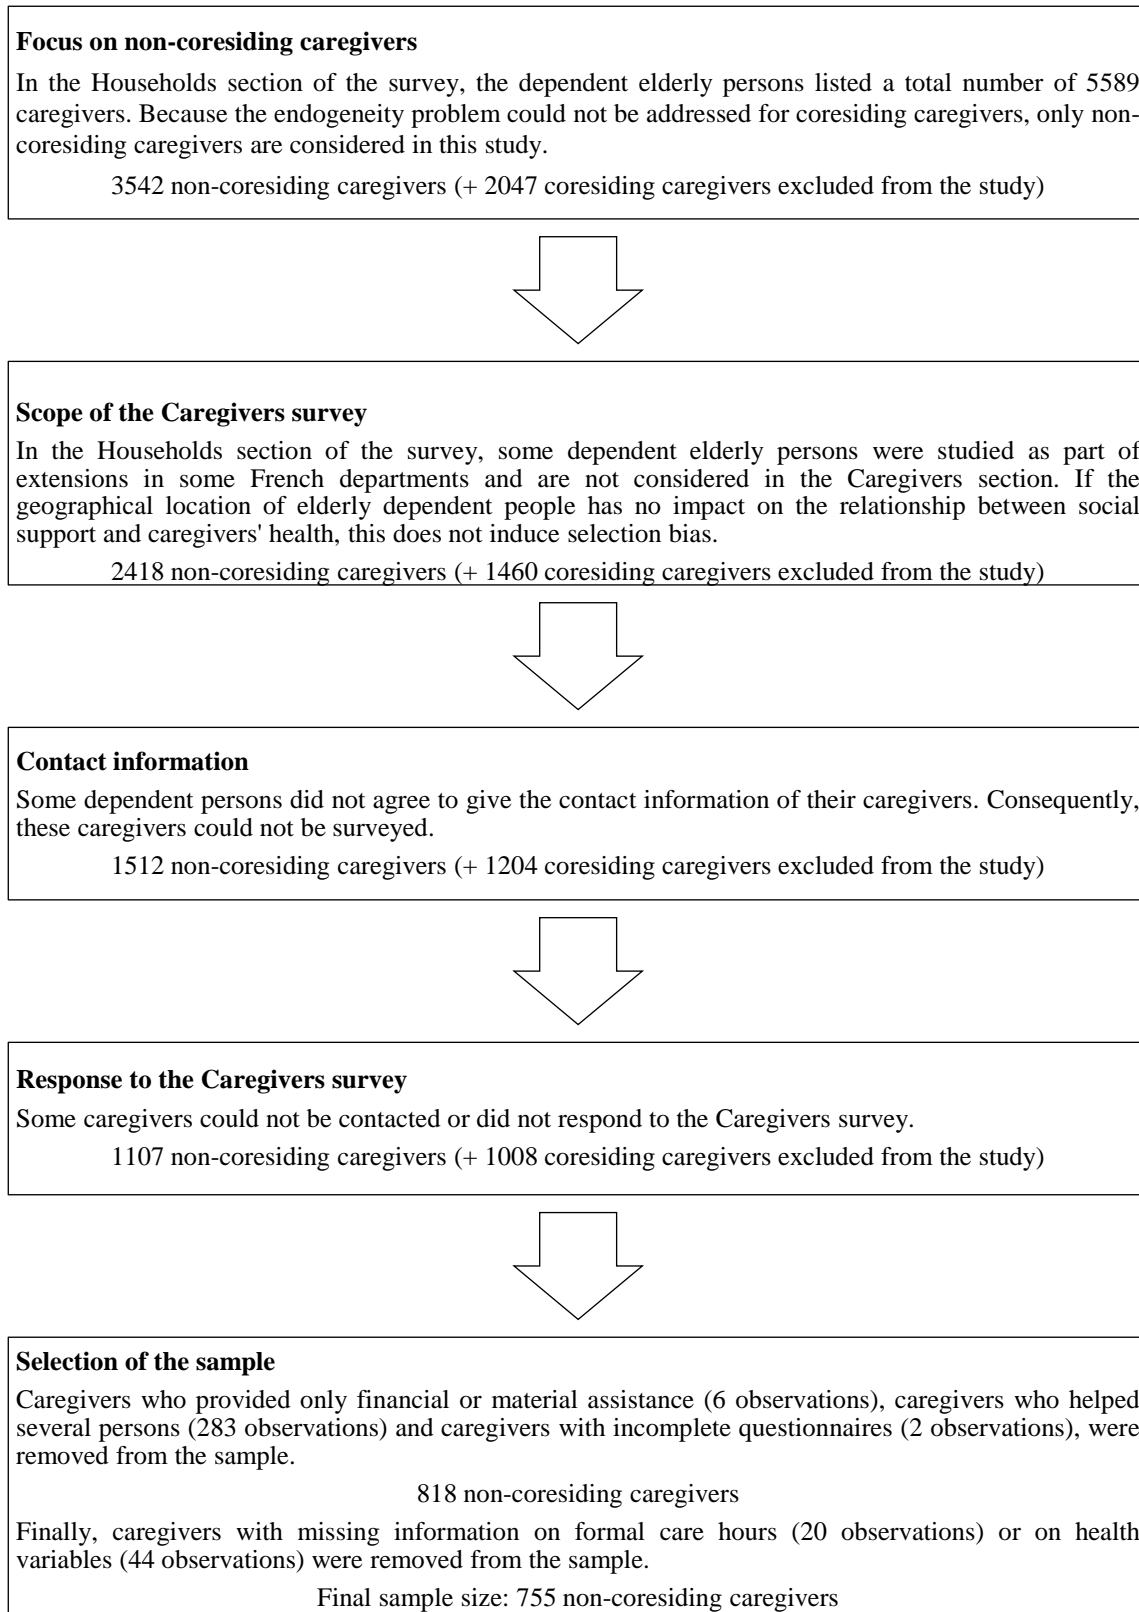 Focus on non-coresiding caregivers
In the Households section of the survey, the dependent elderly persons listed a total number of 5589
caregivers. Because the endogeneity problem could not be addressed for coresiding caregivers, only non-
coresiding caregivers are considered in this study.
3542 non-coresiding caregivers (+ 2047 coresiding caregivers excluded from the study)
Scope of the Caregivers survey
In the Households section of the survey, some dependent elderly persons were studied as part of
extensions in some French departments and are not considered in the Caregivers section. If the
geographical location of elderly dependent people has no impact on the relationship between social
support and caregivers' health, this does not induce selection bias.
2418 non-coresiding caregivers (+ 1460 coresiding caregivers excluded from the study)
Contact information
Some dependent persons did not agree to give the contact information of their caregivers. Consequently,
these caregivers could not be surveyed.
1512 non-coresiding caregivers (+ 1204 coresiding caregivers excluded from the study)
Response to the Caregivers survey
Some caregivers could not be contacted or did not respond to the Caregivers survey.
1107 non-coresiding caregivers (+ 1008 coresiding caregivers excluded from the study)
Selection of the sample
Caregivers who provided only financial or material assistance (6 observations), caregivers who helped
several persons (283 observations) and caregivers with incomplete questionnaires (2 observations), were
removed from the sample.
818 non-coresiding caregivers
Finally, caregivers with missing information on formal care hours (20 observations) or on health
variables (44 observations) were removed from the sample.
Final sample size: 755 non-coresiding caregivers